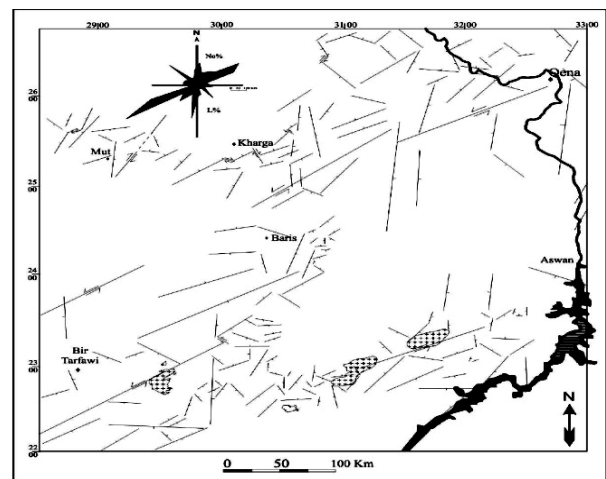 29:00 30:00 31:00 32:00 33:00
N
No%
L%
Qena
26
00
Mut
Kharga
25
00
Baris
Aswan
24
00
Bir
Tarfawi
23
00
N
22
00
0 50 100 Km